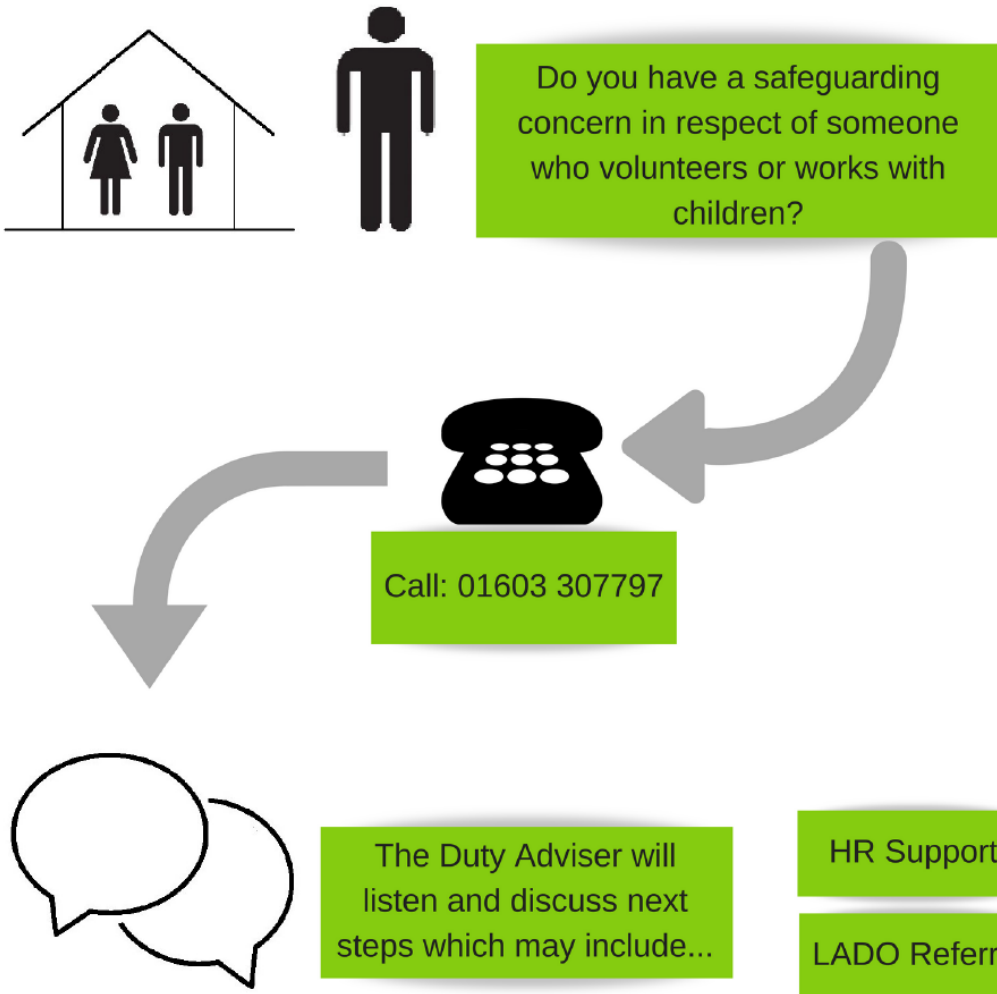 Do you have a safeguarding
concern in respect of someone
who volunteers or works with
children?
Call: 01603 307797
The Duty Adviser will
listen and discuss next
steps which may include...
HR Support
LADO